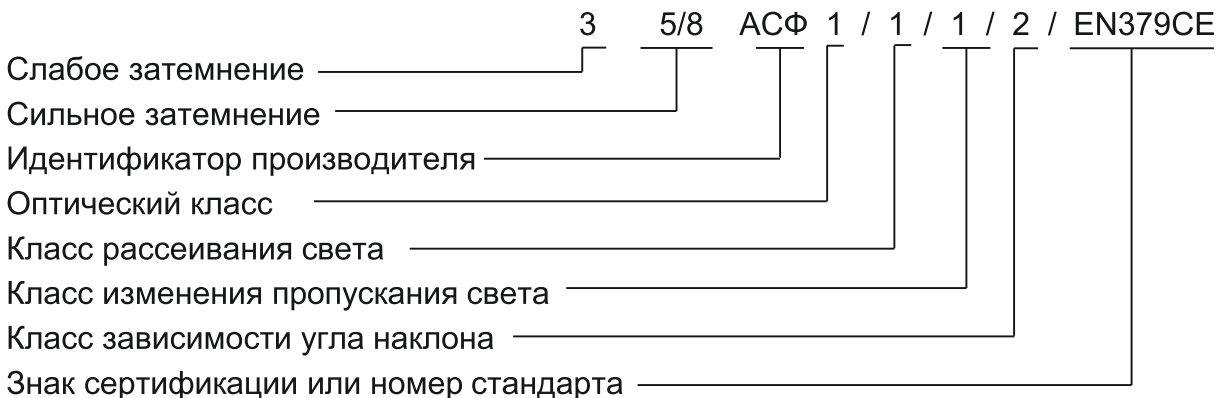 3 5/8 АСФ 1 / 1 / 1 / 2 / EN379CE
Слабое затемнение
Сильное затемнение
Идентификатор производителя
Оптический класс
Класс рассеивания света
Класс изменения пропускания света
Класс зависимости угла наклона
Знак сертификации или номер стандарта